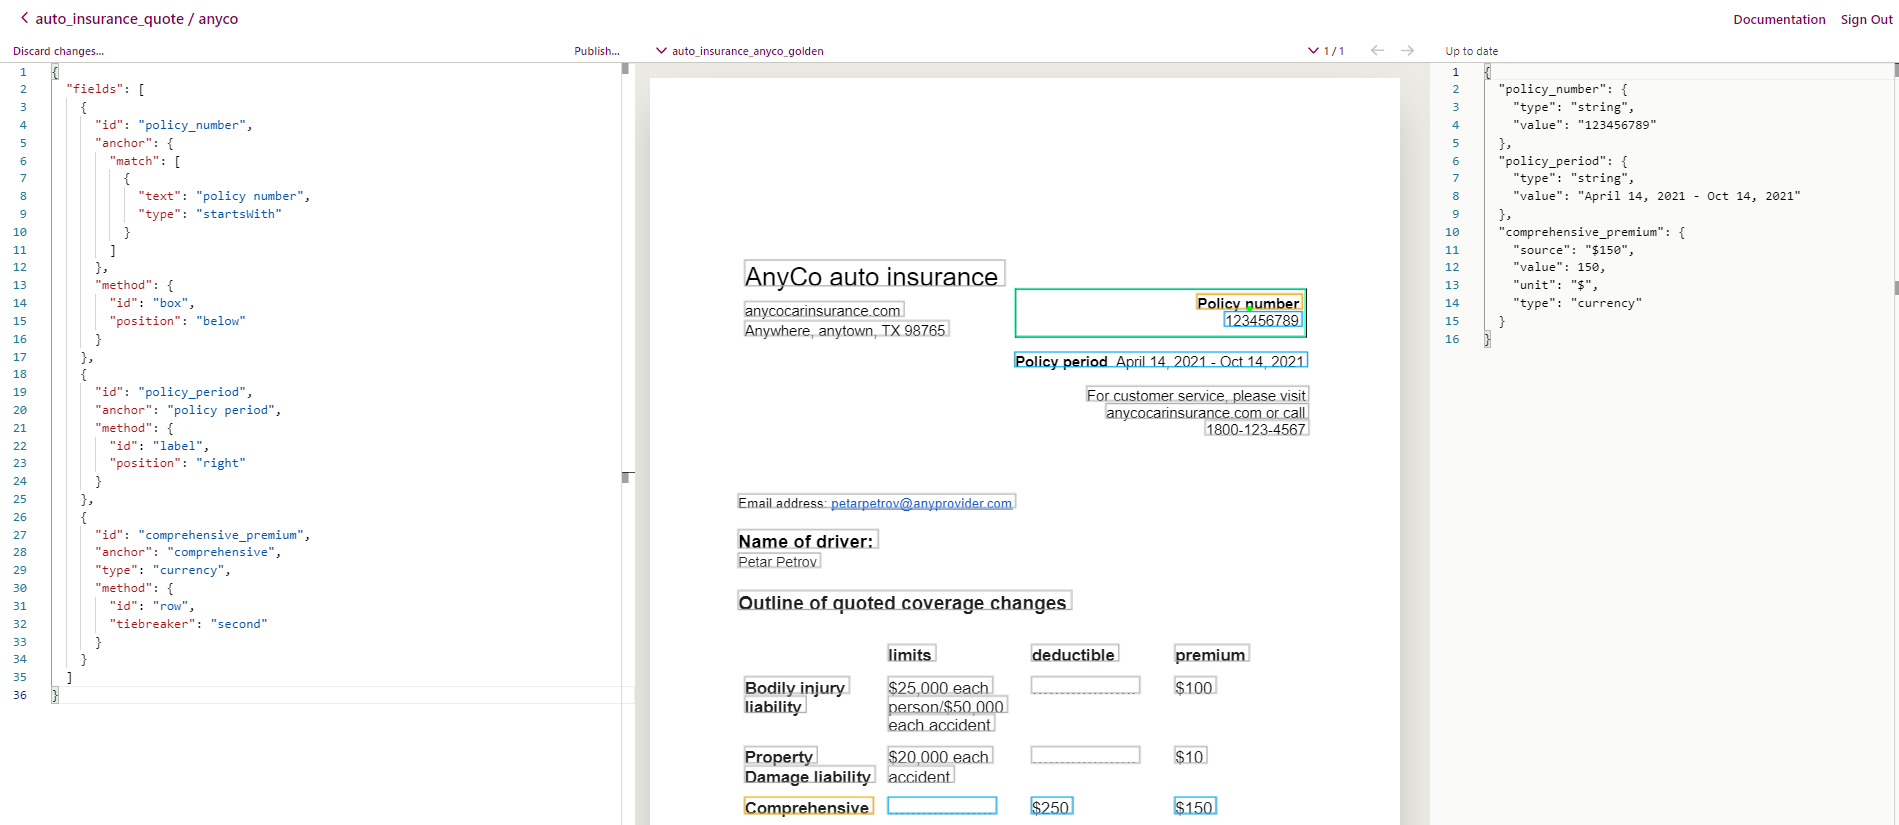 auto_insurance_quote / anyco
Documentation Sign Out
Discard changes... Publish...
auto_insurance_anyco_golden 1 / 1
Up to date
1 {
2 "fields": [
3 {
4 "id": "policy_number",
5 "anchor": {
6 "match": [
7 {
8 "text": "policy number",
9 "type": "startsWith"
10 }
11 ]
12 },
13 "method": {
14 "id": "box",
15 "position": "below"
16 }
17 },
18 {
19 "id": "policy_period",
20 "anchor": "policy period",
21 "method": {
22 "id": "label",
23 "position": "right"
24 }
25 },
26 {
27 "id": "comprehensive_premium",
28 "anchor": "comprehensive",
29 "type": "currency",
30 "method": {
31 "id": "row",
32 "tiebreaker": "second"
33 }
34 }
35 ]
36 }
AnyCo auto insurance
anycocarinsurance.com
Anywhere, anytown, TX 98765
Policy number
123456789
Policy period April 14, 2021 - Oct 14, 2021
For customer service, please visit
anycocarinsurance.com or call
1800-123-4567
Email address: petarpetrov@anyprovider.com
Name of driver:
Petar Petrov
Outline of quoted coverage changes
limits deductible premium
Bodily injury $25,000 each $100
liability person/$50,000
each accident
Property $20,000 each $10
Damage liability accident
Comprehensive $250 $150
1 {
2 "policy_number": {
3 "type": "string",
4 "value": "123456789"
5 },
6 "policy_period": {
7 "type": "string",
8 "value": "April 14, 2021 - Oct 14, 2021"
9 },
10 "comprehensive_premium": {
11 "source": "$150",
12 "value": 150,
13 "unit": "$",
14 "type": "currency"
15 }
16 }